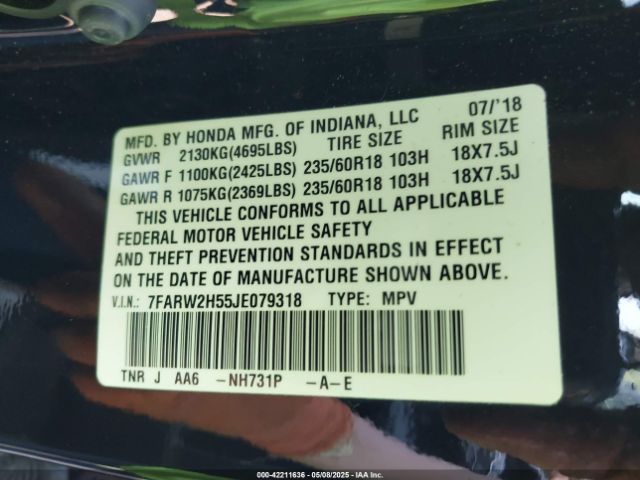 MFD. BY HONDA MFG. OF INDIANA, LLC 07/'18
GVWR 2130KG(4695LBS) TIRE SIZE RIM SIZE
GAWR F 1100KG(2425LBS) 235/60R18 103H 18X7.5J
GAWR R 1075KG(2369LBS) 235/60R18 103H 18X7.5J
THIS VEHICLE CONFORMS TO ALL APPLICABLE
FEDERAL MOTOR VEHICLE SAFETY
AND THEFT PREVENTION STANDARDS IN EFFECT
ON THE DATE OF MANUFACTURE SHOWN ABOVE.
V.I.N.: 7FARW2H55JE079318 TYPE: MPV
TNR J AA6 -NH731P -A-E
000-42211636 - 05/08/2025 - IAA Inc.